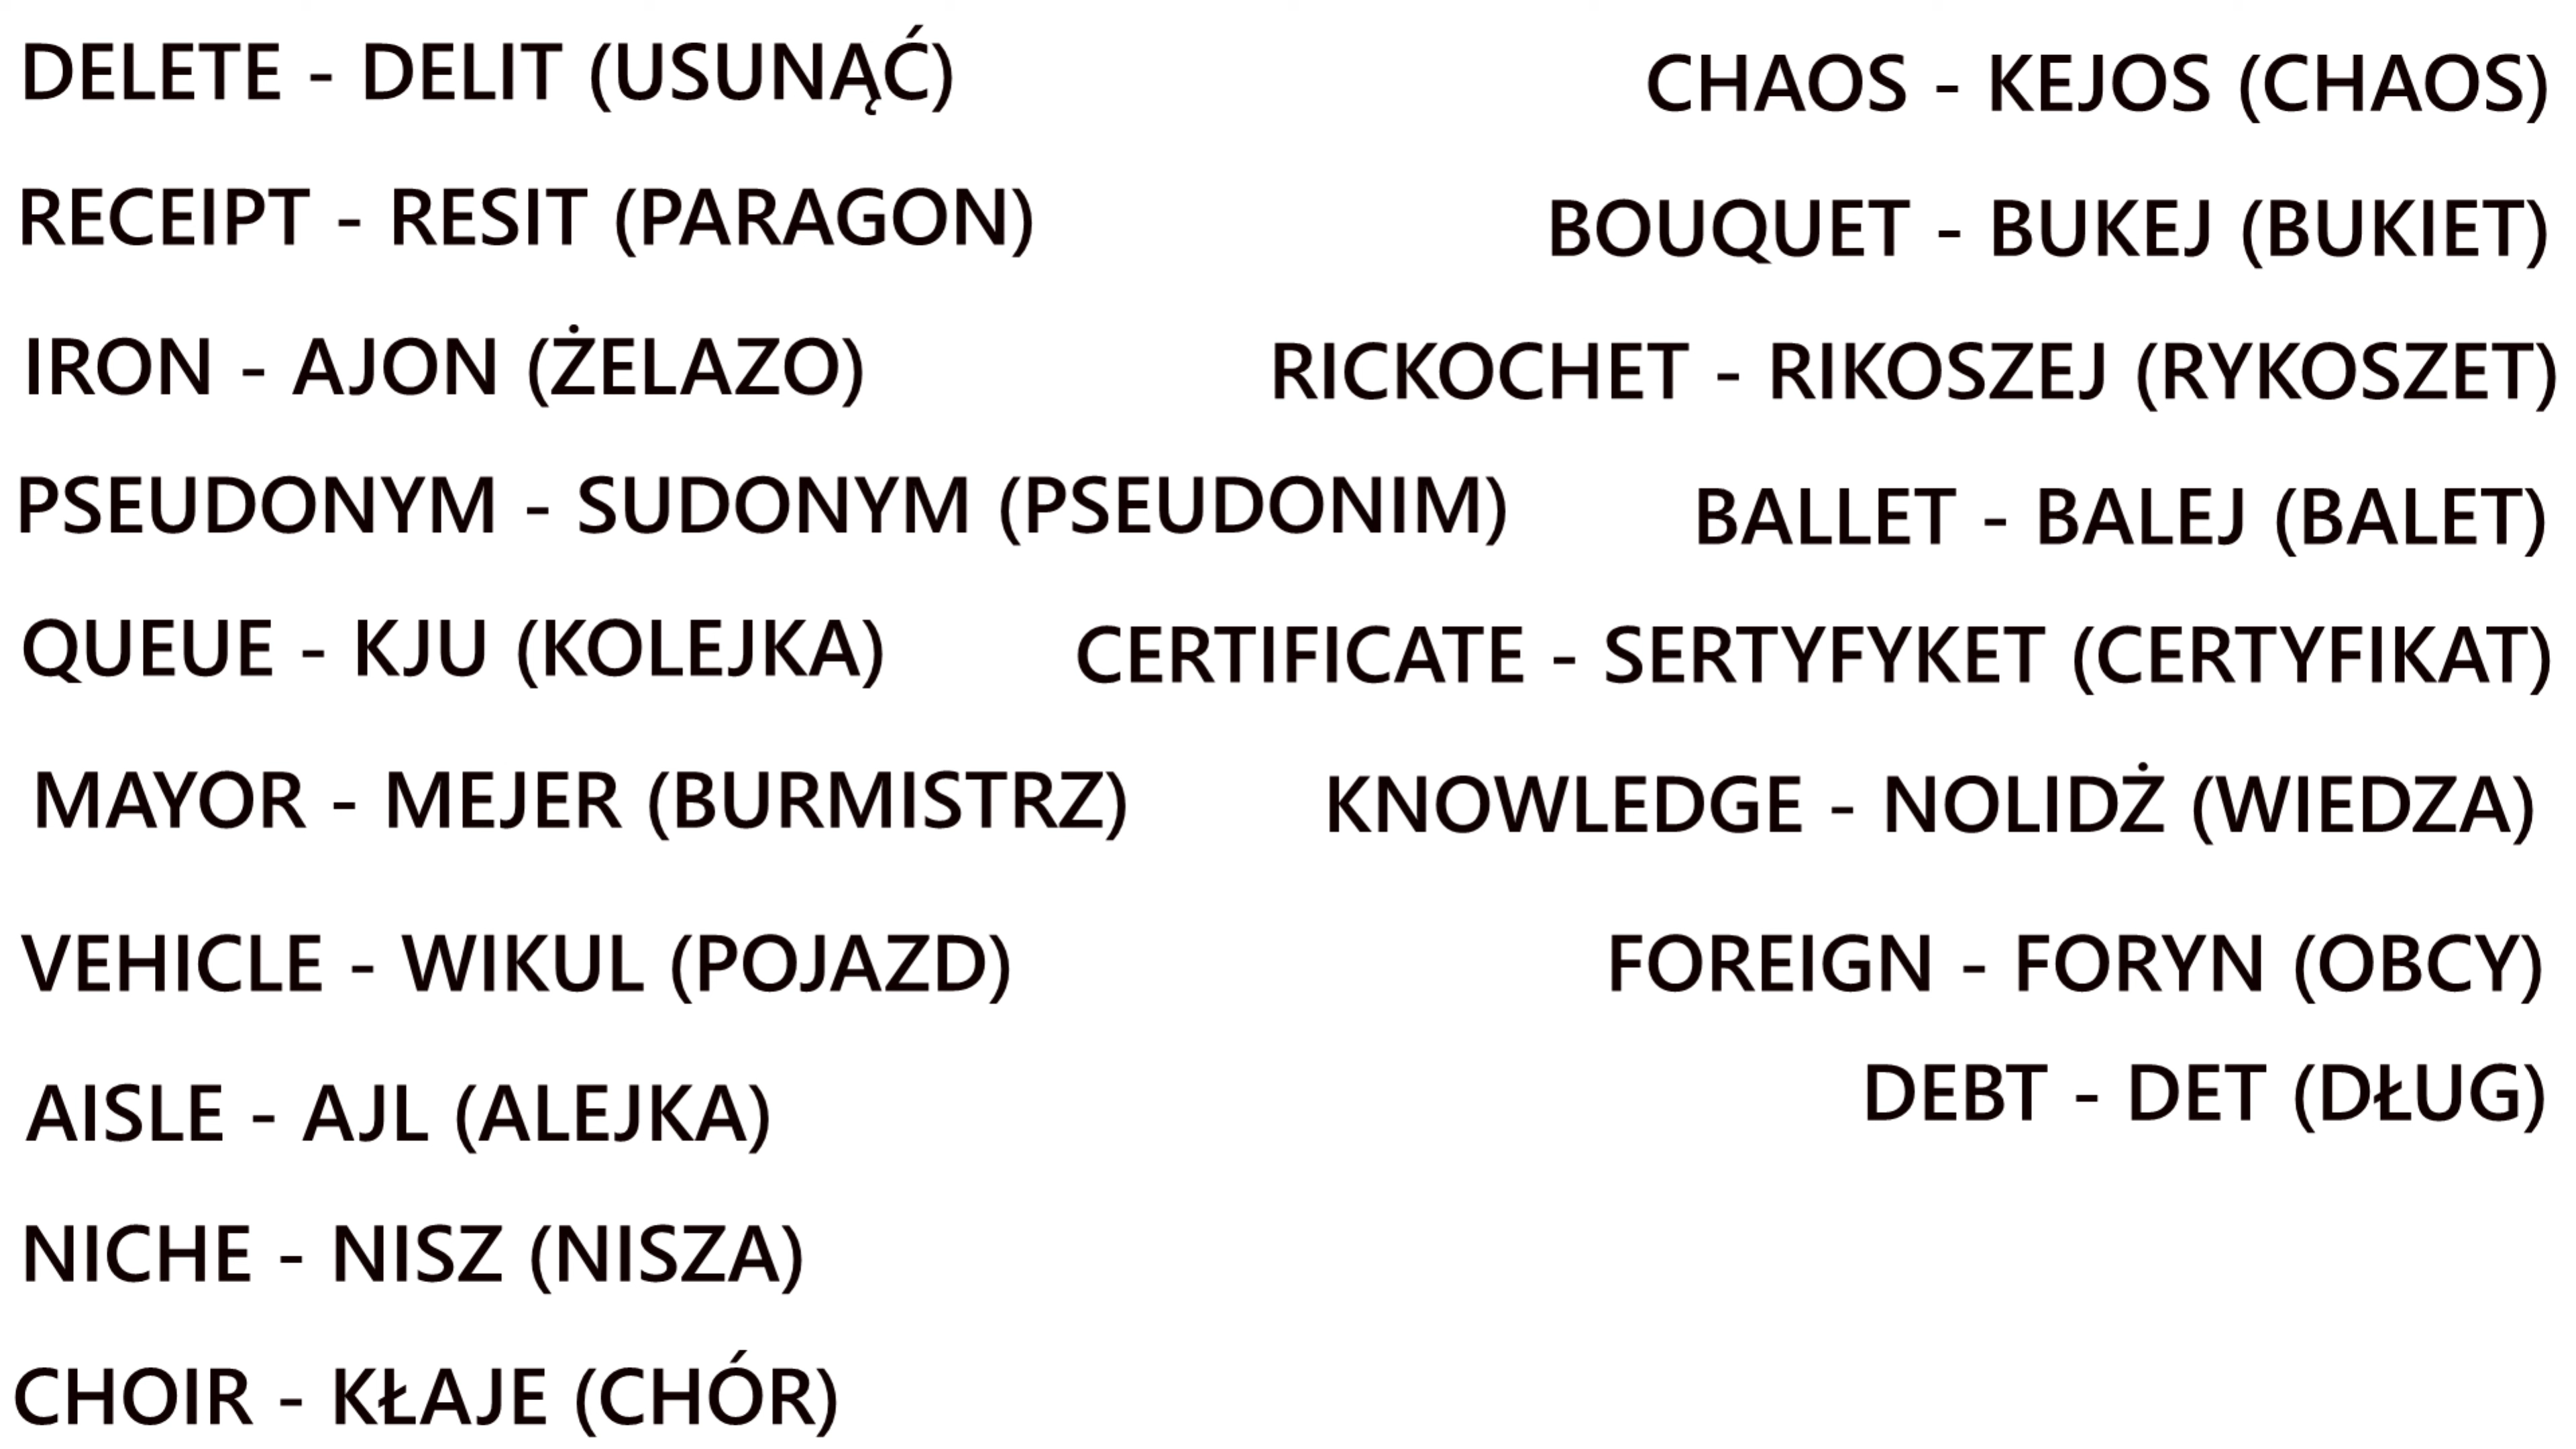 DELETE - DELIT (USUNĄĆ)
RECEIPT - RESIT (PARAGON)
IRON - AJON (ŻELAZO)
PSEUDONYM - SUDONYM (PSEUDONIM)
QUEUE - KJU (KOLEJKA)
MAYOR - MEJER (BURMISTRZ)
VEHICLE - WIKUL (POJAZD)
AISLE - AJL (ALEJKA)
NICHE - NISZ (NISZA)
CHOIR - KŁAJE (CHÓR)
CHAOS - KEJOS (CHAOS)
BOUQUET - BUKEJ (BUKIET)
RICKOCHET - RIKOSZEJ (RYKOSZET)
BALLET - BALEJ (BALET)
CERTIFICATE - SERTYFYKET (CERTYFIKAT)
KNOWLEDGE - NOLIDŻ (WIEDZA)
FOREIGN - FORYN (OBCY)
DEBT - DET (DŁUG)